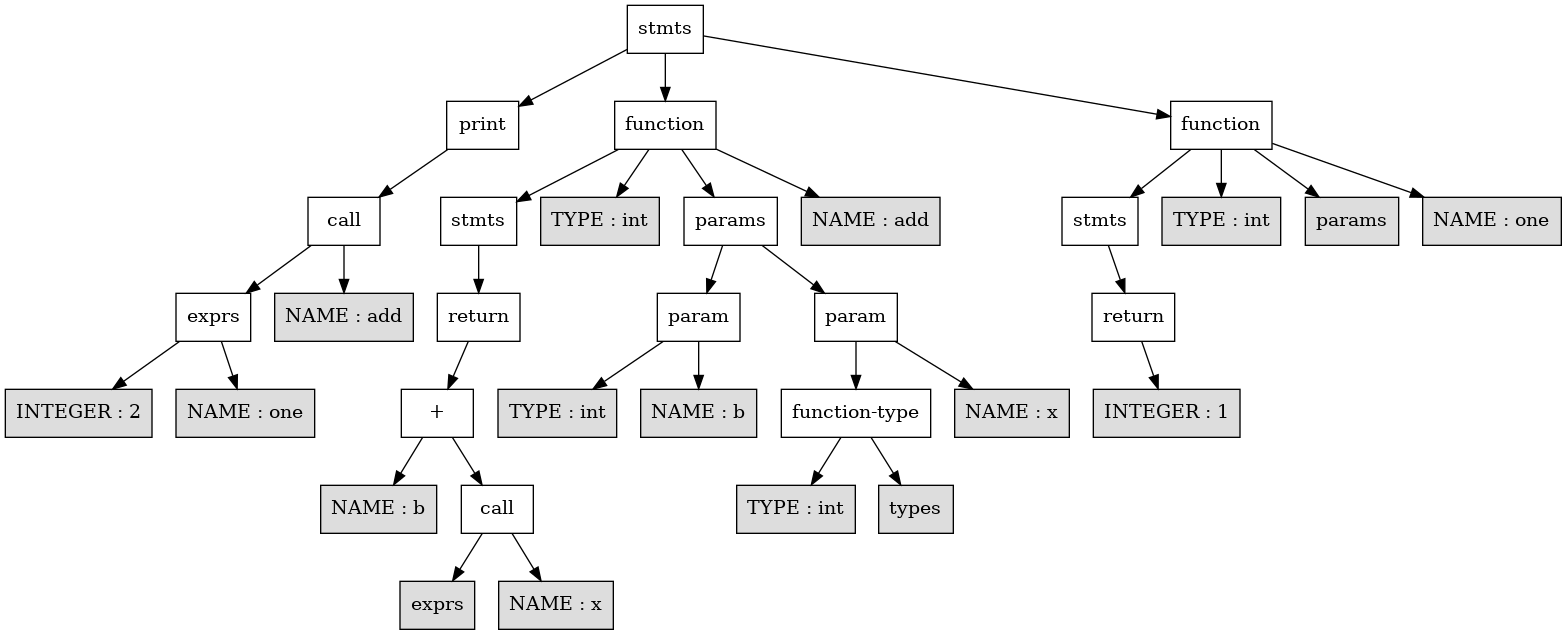 stmts
print
function
function
call
stmts
TYPE : int
params
NAME : add
stmts
TYPE : int
params
NAME : one
exprs
NAME : add
return
param
param
return
INTEGER : 2
NAME : one
+
TYPE : int
NAME : b
function-type
NAME : x
INTEGER : 1
NAME : b
call
TYPE : int
types
exprs
NAME : x